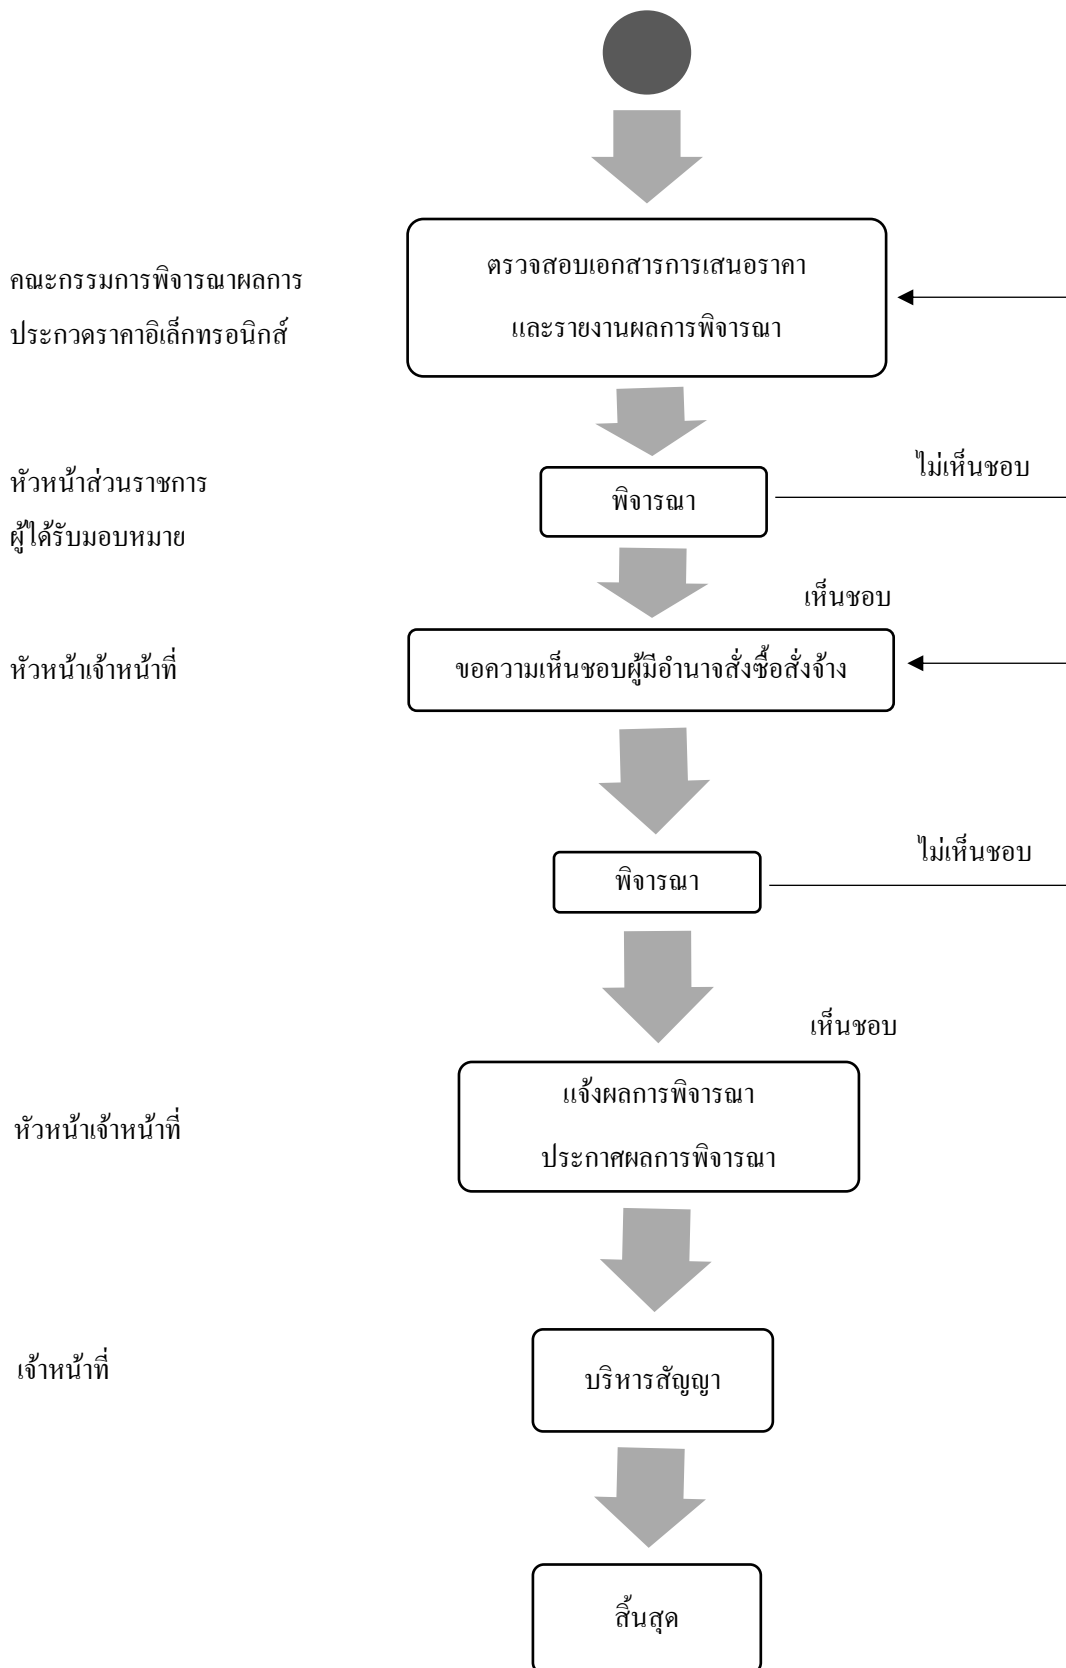 ตรวจสอบเอกสารการเสนอราคา
และรายงานผลการพิจารณา
คณะกรรมการพิจารณาผลการ
ประกวดราคาอิเล็กทรอนิกส์
ไม่เห็นชอบ
หัวหน้าส่วนราชการ
ผู้ได้รับมอบหมาย
พิจารณา
เห็นชอบ
หัวหน้าเจ้าหน้าที่
ขอความเห็นชอบผู้มีอำนาจสั่งซื้อสั่งจ้าง
ไม่เห็นชอบ
พิจารณา
เห็นชอบ
แจ้งผลการพิจารณา
ประกาศผลการพิจารณา
หัวหน้าเจ้าหน้าที่
เจ้าหน้าที่
บริหารสัญญา
สิ้นสุด